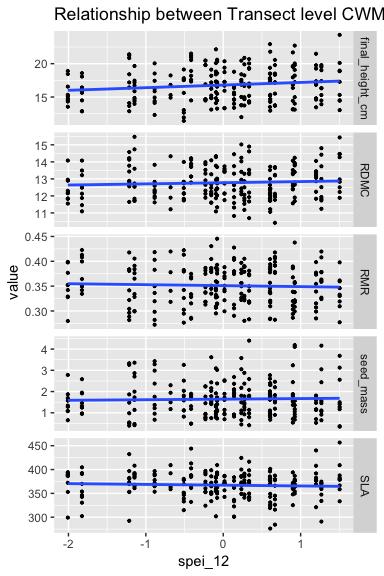 Relationship between Transect level CWM
final_height_cm
20
15
RDMC
15
14
13
12
11
RMR
0.45
0.40
0.35
0.30
seed_mass
4
3
2
1
SLA
450
400
350
300
value
-2 -1 0 1
spei_12